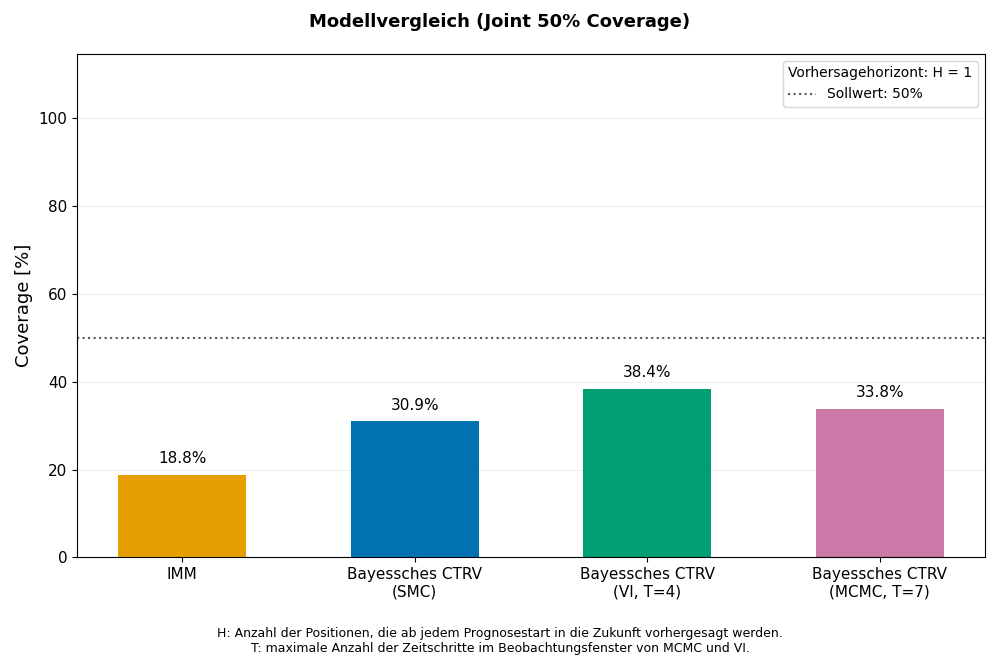 Modellvergleich (Joint 50% Coverage)
Vorhersagehorizont: H = 1
Sollwert: 50%
Coverage [%]
100
80
60
40
20
0
18.8%
30.9%
38.4%
33.8%
IMM
Bayessches CTRV
(SMC)
Bayessches CTRV
(VI, T=4)
Bayessches CTRV
(MCMC, T=7)
H: Anzahl der Positionen, die ab jedem Prognosestart in die Zukunft vorhergesagt werden.
T: maximale Anzahl der Zeitschritte im Beobachtungsfenster von MCMC und VI.